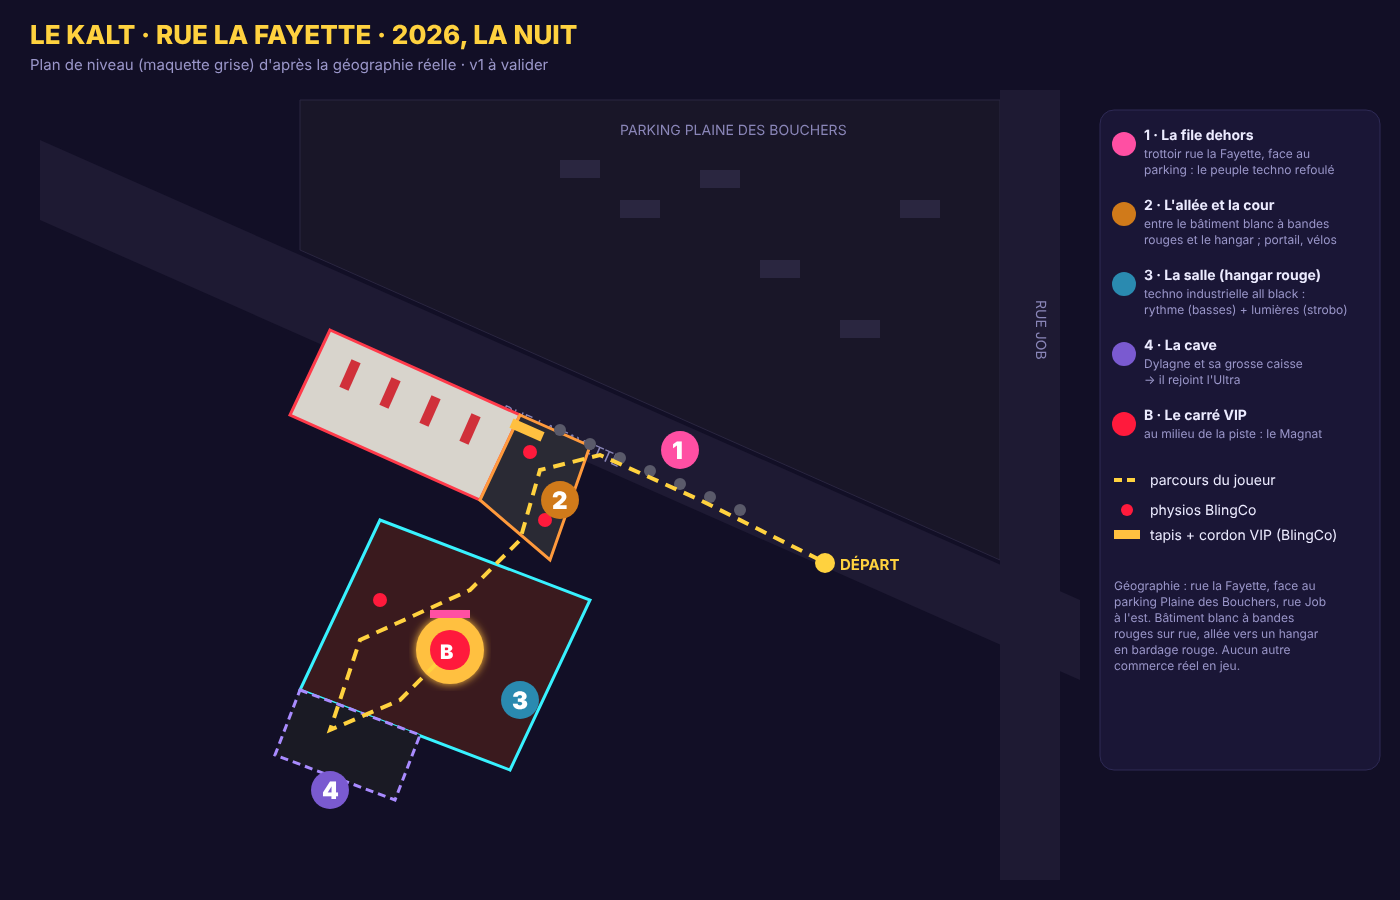 LE KALT · RUE LA FAYETTE · 2026, LA NUIT
Plan de niveau (maquette grise) d'après la géographie réelle · v1 à valider
PARKING PLAINE DES BOUCHERS
RUE JOB
1
2
DÉPART
B
3
4
1 · La file dehors
trottoir rue la Fayette, face au
parking : le peuple techno refoulé
2 · L'allée et la cour
entre le bâtiment blanc à bandes
rouges et le hangar ; portail, vélos
3 · La salle (hangar rouge)
techno industrielle all black :
rythme (basses) + lumières (strobo)
4 · La cave
Dylagne et sa grosse caisse
→ il rejoint l'Ultra
B · Le carré VIP
au milieu de la piste : le Magnat
parcours du joueur
physios BlingCo
tapis + cordon VIP (BlingCo)
Géographie : rue la Fayette, face au
parking Plaine des Bouchers, rue Job
à l'est. Bâtiment blanc à bandes
rouges sur rue, allée vers un hangar
en bardage rouge. Aucun autre
commerce réel en jeu.